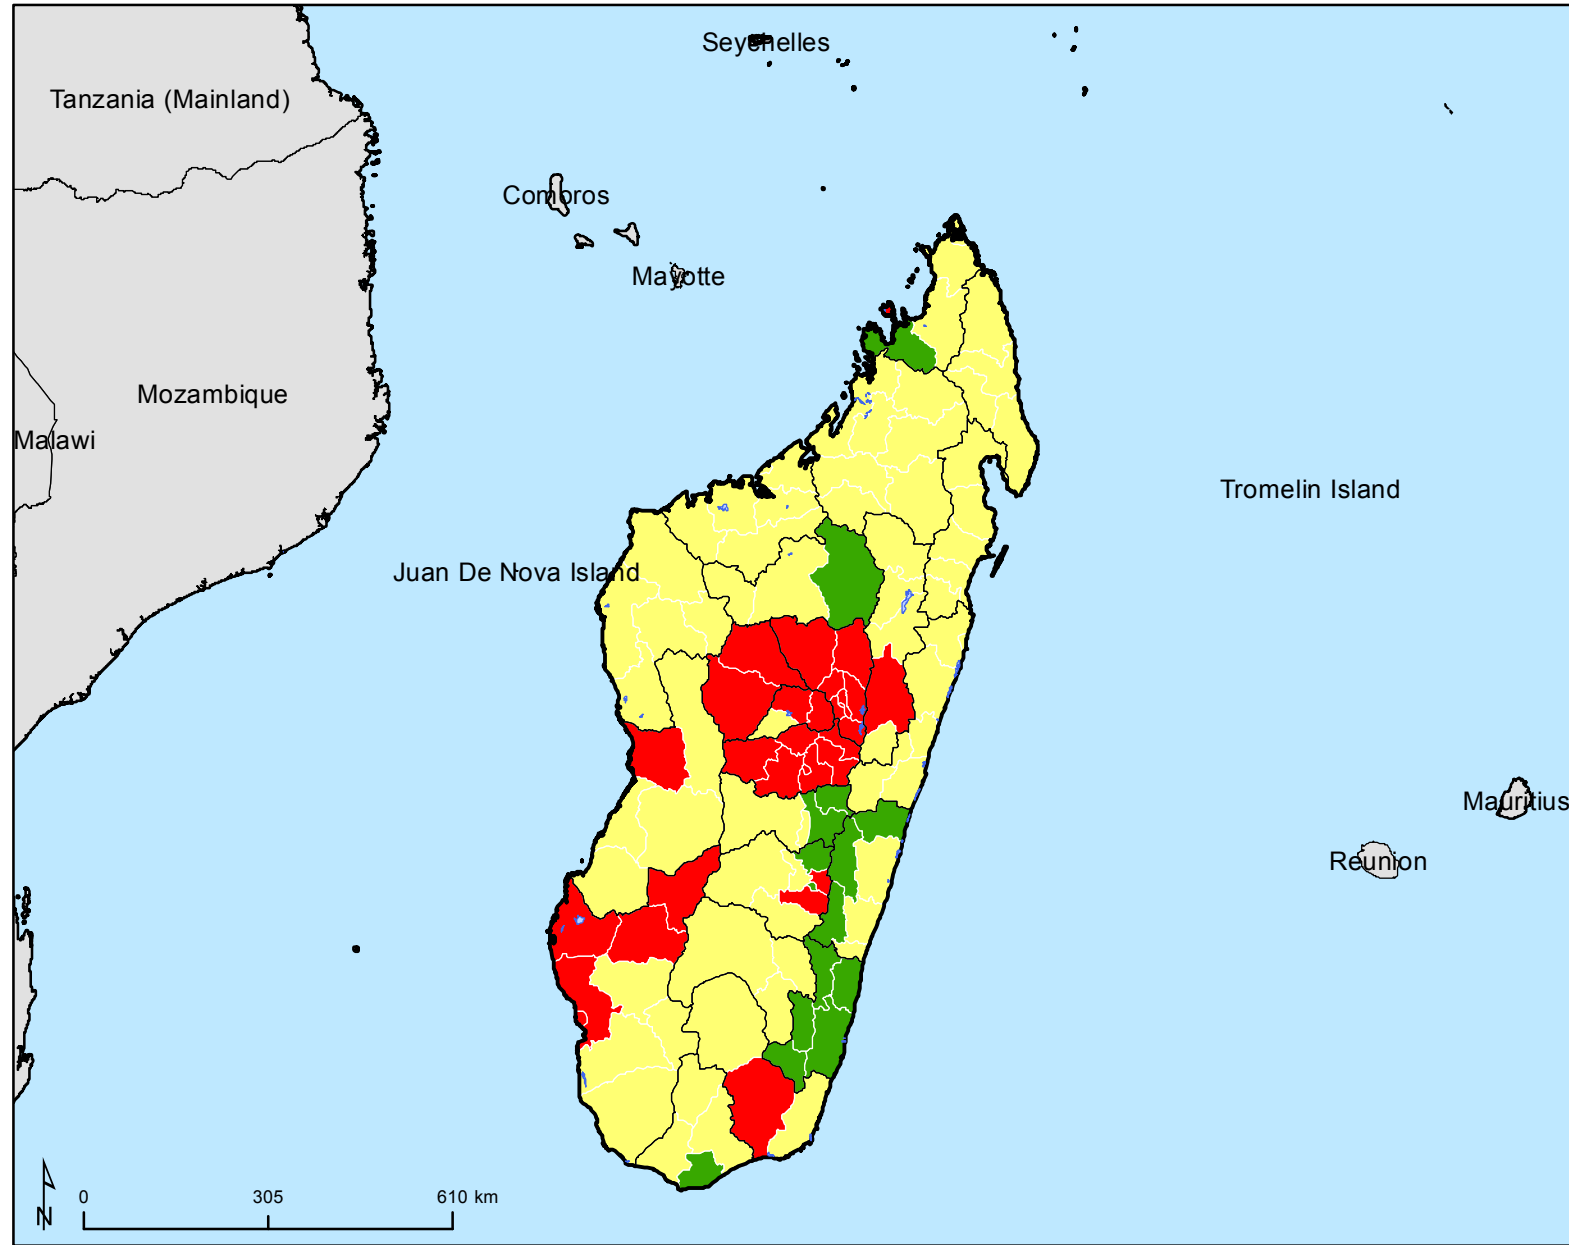 Seychelles
Tanzania (Mainland)
Comoros
Mayotte
Mozambique
Malawi
Tromelin Island
Juan De Nova Island
Mauritius
Reunion
0 305 610 km
N